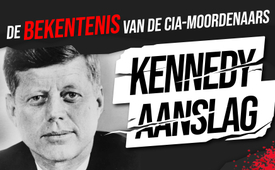 DE BEKENTENIS VAN DE CIA-MOORDENAARS
KENNEDY
AANSLAG